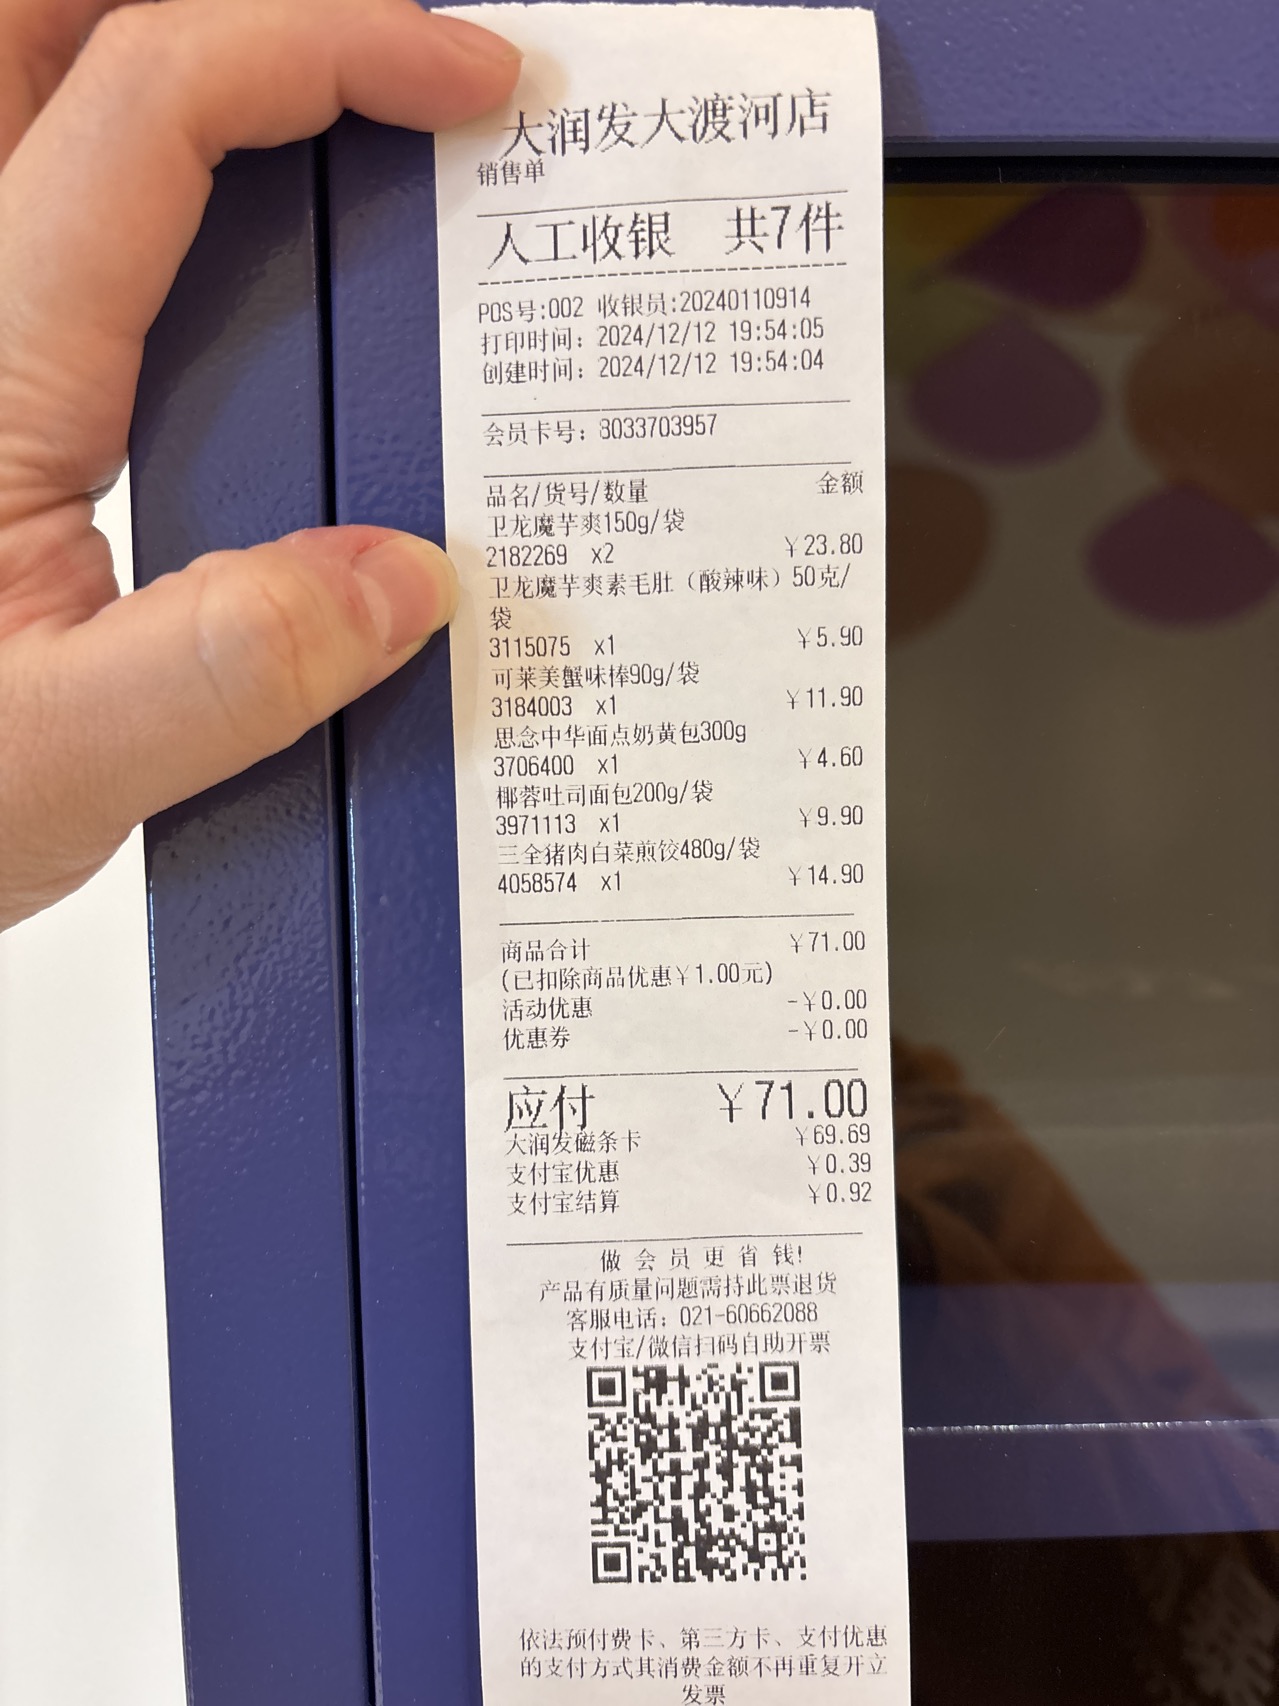 大润发大渡河店
销售单
人工收银 共7件
POS号:002 收银员:20240110914
打印时间: 2024/12/12 19:54:05
创建时间: 2024/12/12 19:54:04
会员卡号: 8033703957
品名/货号/数量 金额
卫龙魔芋爽150g/袋
2182269 x2 ¥23.80
卫龙魔芋爽素毛肚（酸辣味）50克/
袋
3115075 x1 ¥5.90
可莱美蟹味棒90g/袋
3184003 x1 ¥11.90
思念中华面点奶黄包300g
3706400 x1 ¥4.60
椰蓉吐司面包200g/袋
3971113 x1 ¥9.90
三全猪肉白菜煎饺480g/袋
4058574 x1 ¥14.90
商品合计 ¥71.00
(已扣除商品优惠¥1.00元)
活动优惠 -¥0.00
优惠券 -¥0.00
应付 ¥71.00
大润发磁条卡 ¥69.69
支付宝优惠 ¥0.39
支付宝结算 ¥0.92
做会员更省钱!
产品有质量问题需持此票退货
客服电话: 021-60662088
支付宝/微信扫码自助开票
依法预付费卡、第三方卡、支付优惠
的支付方式其消费金额不再重复开立
发票